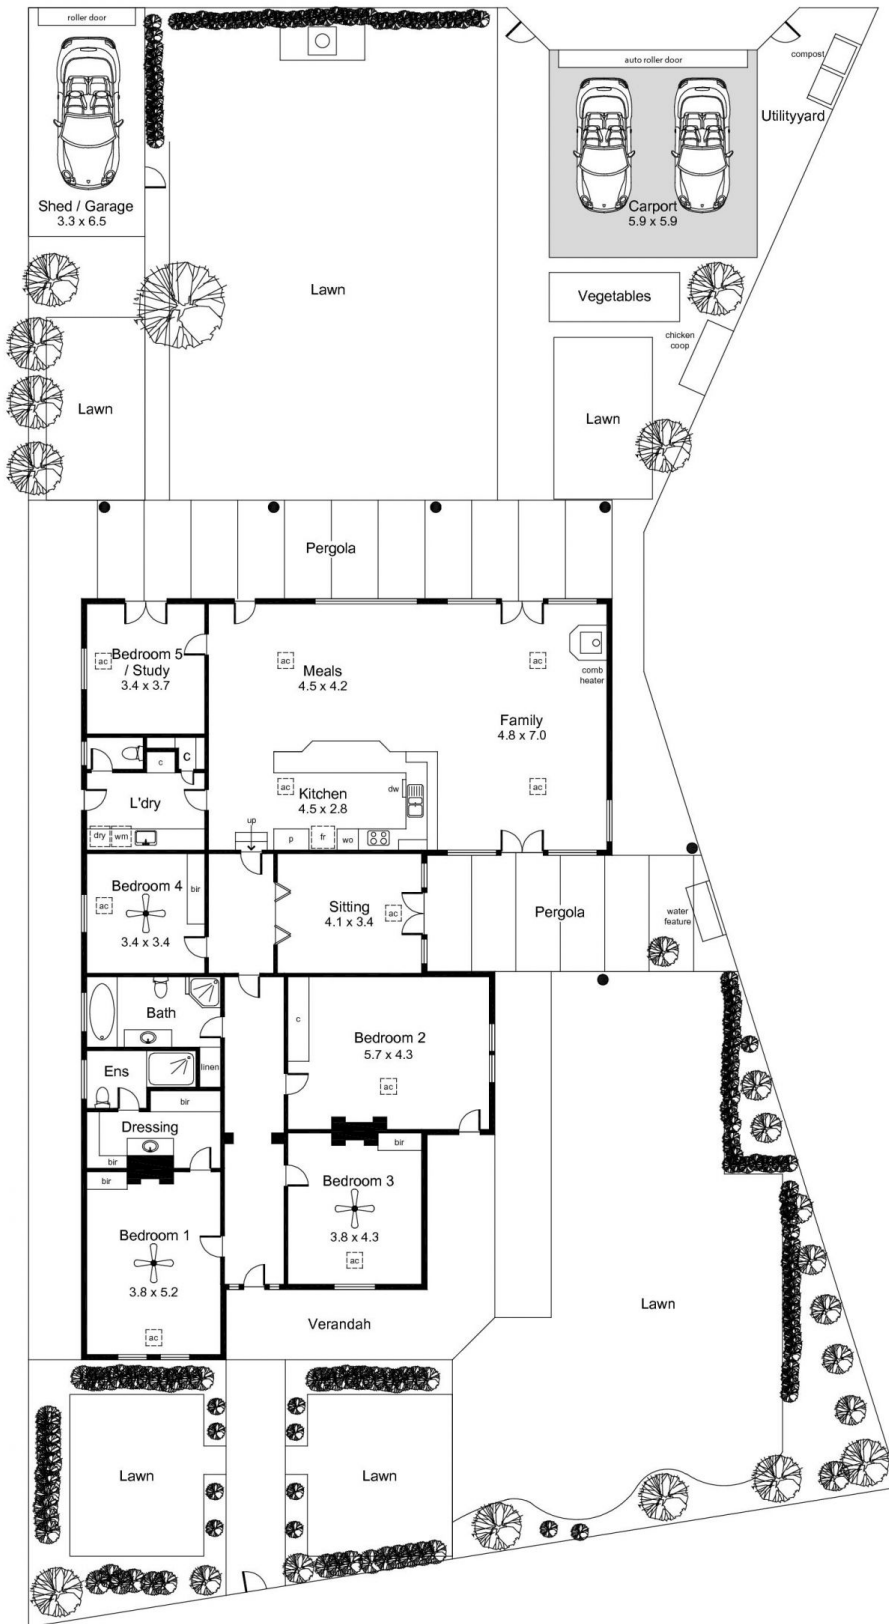 roller door
auto roller door
compost
Utilityyard
Shed / Garage
3.3 x 6.5
Carport
5.9 x 5.9
Lawn
Vegetables
chicken
coop
Lawn
Lawn
Pergola
ac
Bedroom 5
/ Study
3.4 x 3.7
ac
Meals
4.5 x 4.2
ac
comb
heater
Family
4.8 x 7.0
c
c
L'dry
dry
wm
ac
Kitchen
4.5 x 2.8
dw
ac
up
p
fr
wo
Bedroom 4
3.4 x 3.4
ac
bir
Sitting
4.1 x 3.4
ac
Pergola
water
feature
Bath
linen
c
Bedroom 2
5.7 x 4.3
ac
Ens
bir
Dressing
bir
bir
Bedroom 3
3.8 x 4.3
ac
bir
Bedroom 1
3.8 x 5.2
ac
Verandah
Lawn
Lawn
Lawn